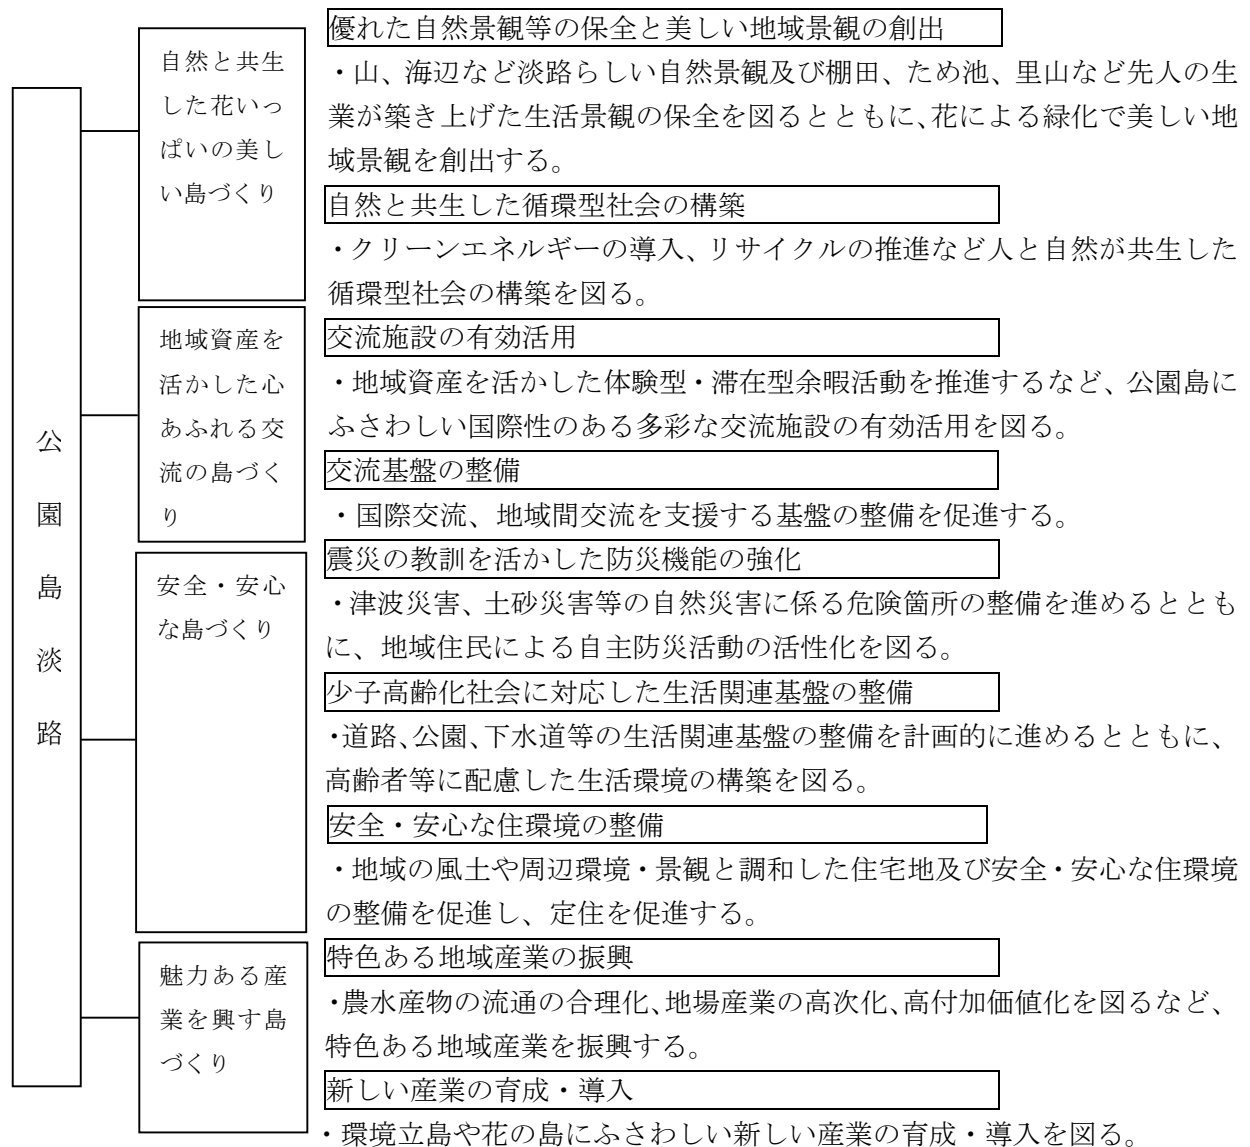 公園島淡路
自然と共生
した花いっ
ぱいの美し
い島づくり
優れた自然景観等の保全と美しい地域景観の創出
・山、海辺など淡路らしい自然景観及び棚田、ため池、里山など先人の生
業が築き上げた生活景観の保全を図るとともに、花による緑化で美しい地
域景観を創出する。
自然と共生した循環型社会の構築
・クリーンエネルギーの導入、リサイクルの推進など人と自然が共生した
循環型社会の構築を図る。
地域資産を
活かした心
あふれる交
流の島づく
り
交流施設の有効活用
・地域資産を活かした体験型・滞在型余暇活動を推進するなど、公園島に
ふさわしい国際性のある多彩な交流施設の有効活用を図る。
交流基盤の整備
・国際交流、地域間交流を支援する基盤の整備を促進する。
安全・安心
な島づくり
震災の教訓を活かした防災機能の強化
・津波災害、土砂災害等の自然災害に係る危険箇所の整備を進めるととも
に、地域住民による自主防災活動の活性化を図る。
少子高齢化社会に対応した生活関連基盤の整備
・道路、公園、下水道等の生活関連基盤の整備を計画的に進めるとともに、
高齢者等に配慮した生活環境の構築を図る。
安全・安心な住環境の整備
・地域の風土や周辺環境・景観と調和した住宅地及び安全・安心な住環境
の整備を促進し、定住を促進する。
魅力ある産
業を興す島
づくり
特色ある地域産業の振興
・農水産物の流通の合理化、地場産業の高次化、高付加価値化を図るなど、
特色ある地域産業を振興する。
新しい産業の育成・導入
・環境立島や花の島にふさわしい新しい産業の育成・導入を図る。